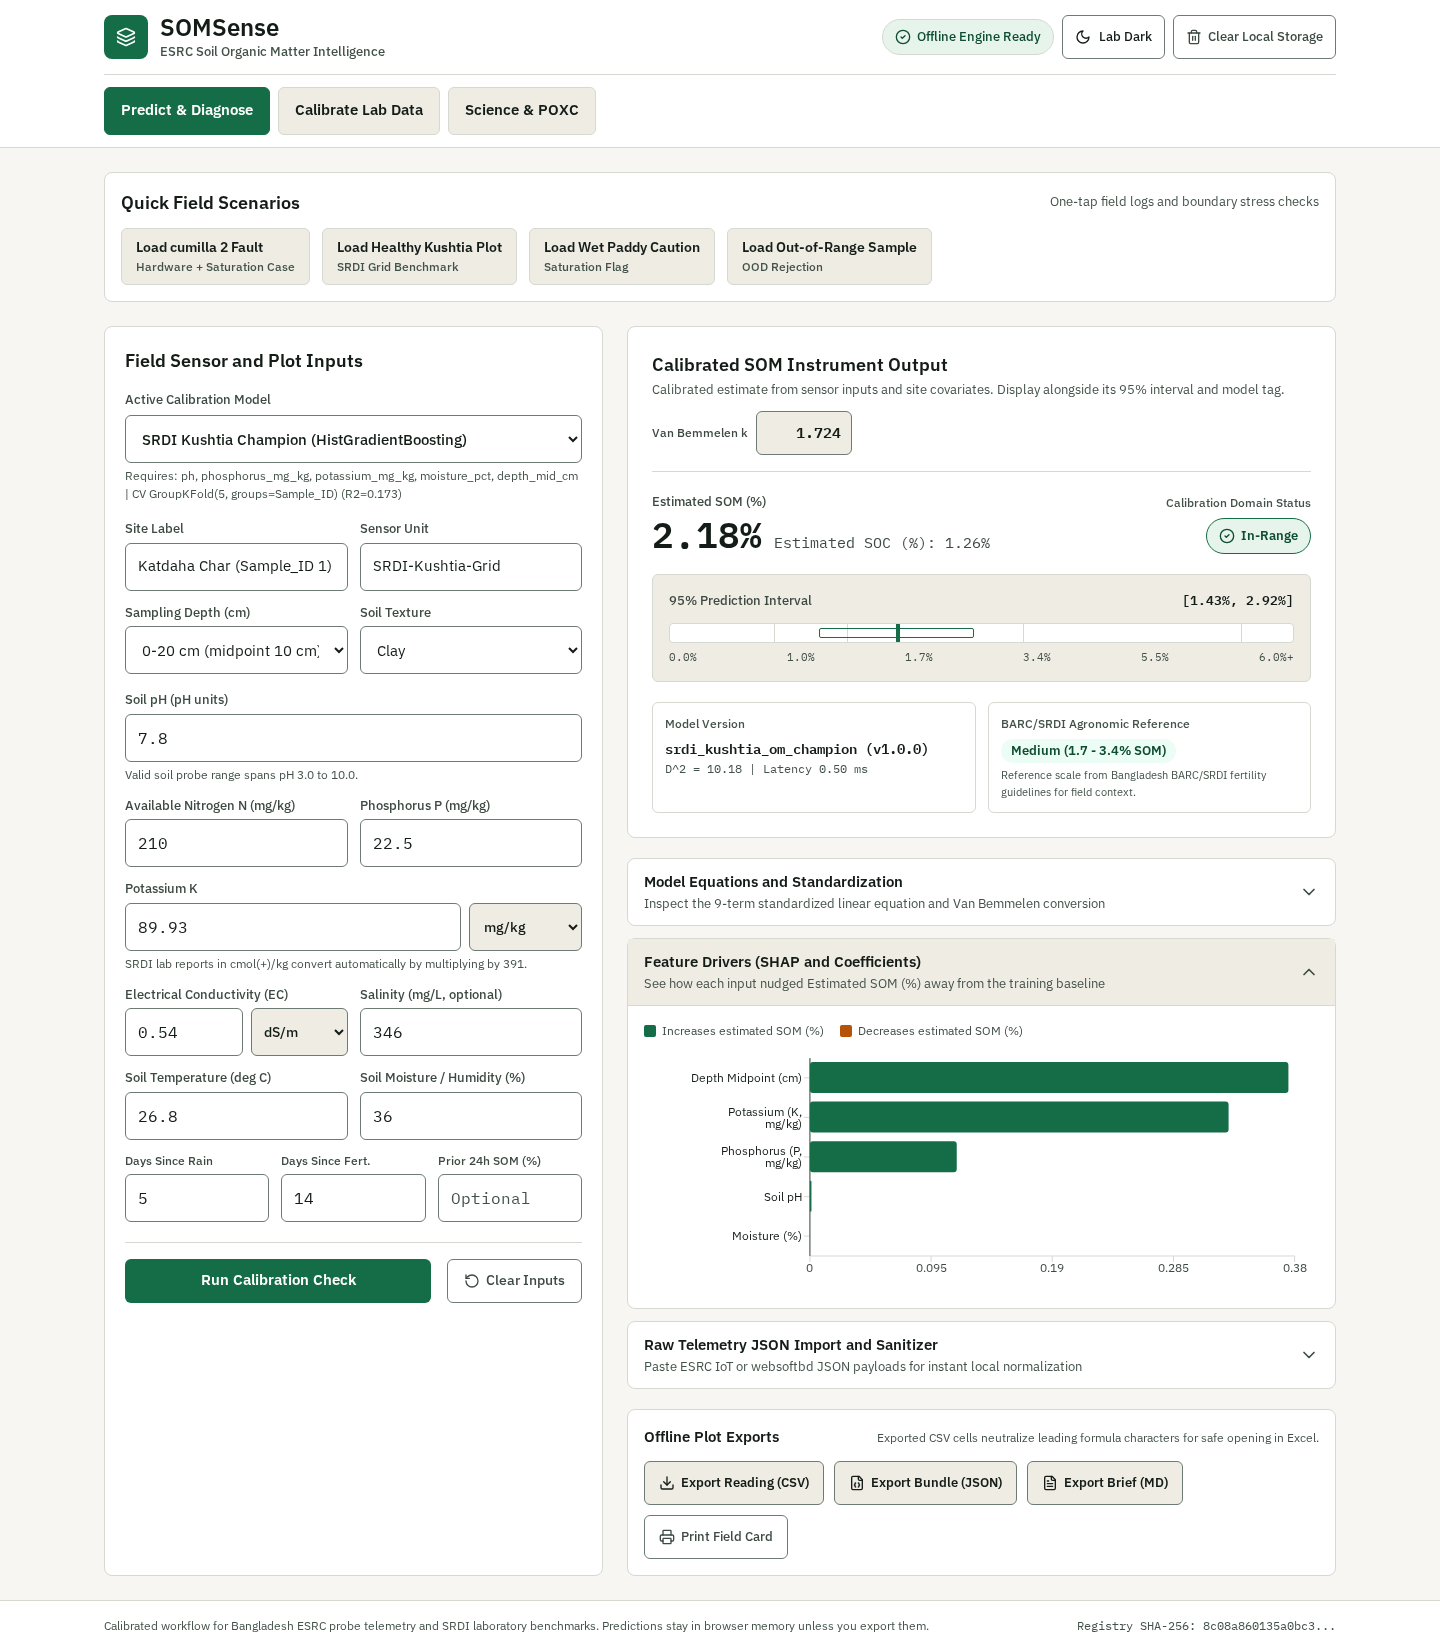 SOMSense
ESRC Soil Organic Matter Intelligence
Offline Engine Ready
Lab Dark
Clear Local Storage
Predict & Diagnose
Calibrate Lab Data
Science & POXC
Quick Field Scenarios
One-tap field logs and boundary stress checks
Load cumilla 2 Fault
Hardware + Saturation Case
Load Healthy Kushtia Plot
SRDI Grid Benchmark
Load Wet Paddy Caution
Saturation Flag
Load Out-of-Range Sample
OOD Rejection
Field Sensor and Plot Inputs
Active Calibration Model
SRDI Kushtia Champion (HistGradientBoosting)
Requires: ph, phosphorus_mg_kg, potassium_mg_kg, moisture_pct, depth_mid_cm
| CV GroupKFold(5, groups=Sample_ID) (R2=0.173)
Site Label
Sensor Unit
Katdaha Char (Sample_ID 1)
SRDI-Kushtia-Grid
Sampling Depth (cm)
Soil Texture
0-20 cm (midpoint 10 cm)
Clay
Soil pH (pH units)
7.8
Valid soil probe range spans pH 3.0 to 10.0.
Available Nitrogen N (mg/kg)
Phosphorus P (mg/kg)
210
22.5
Potassium K
89.93
mg/kg
SRDI lab reports in cmol(+)/kg convert automatically by multiplying by 391.
Electrical Conductivity (EC)
Salinity (mg/L, optional)
0.54
dS/m
346
Soil Temperature (deg C)
Soil Moisture / Humidity (%)
26.8
36
Days Since Rain
Days Since Fert.
Prior 24h SOM (%)
5
14
Optional
Run Calibration Check
Clear Inputs
Calibrated SOM Instrument Output
Calibrated estimate from sensor inputs and site covariates. Display alongside its 95% interval and model tag.
Van Bemmelen k
1.724
Estimated SOM (%)
Calibration Domain Status
2.18%
Estimated SOC (%): 1.26%
In-Range
95% Prediction Interval
[1.43%, 2.92%]
0.0%
1.0%
1.7%
3.4%
5.5%
6.0%+
Model Version
srdi_kushtia_om_champion (v1.0.0)
D^2 = 10.18 | Latency 0.50 ms
BARC/SRDI Agronomic Reference
Medium (1.7 - 3.4% SOM)
Reference scale from Bangladesh BARC/SRDI fertility
guidelines for field context.
Model Equations and Standardization
Inspect the 9-term standardized linear equation and Van Bemmelen conversion
Feature Drivers (SHAP and Coefficients)
See how each input nudged Estimated SOM (%) away from the training baseline
Increases estimated SOM (%)
Decreases estimated SOM (%)
Depth Midpoint (cm)
Potassium (K,
mg/kg)
Phosphorus (P,
mg/kg)
Soil pH
Moisture (%)
0
0.095
0.19
0.285
0.38
Raw Telemetry JSON Import and Sanitizer
Paste ESRC IoT or websoftbd JSON payloads for instant local normalization
Offline Plot Exports
Exported CSV cells neutralize leading formula characters for safe opening in Excel.
Export Reading (CSV)
Export Bundle (JSON)
Export Brief (MD)
Print Field Card
Calibrated workflow for Bangladesh ESRC probe telemetry and SRDI laboratory benchmarks. Predictions stay in browser memory unless you export them.
Registry SHA-256: 8c08a860135a0bc3...